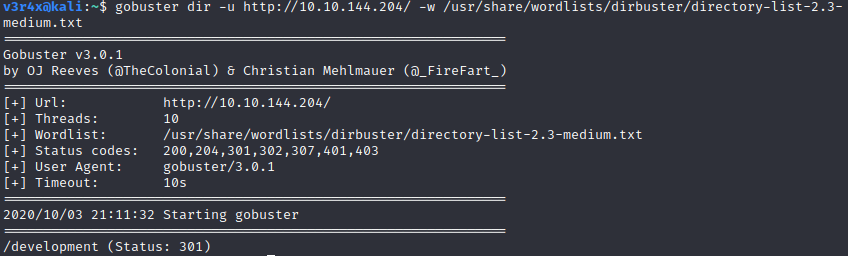 v3r4x@kali:~$ gobuster dir -u http://10.10.144.204/ -w /usr/share/wordlists/dirbuster/directory-list-2.3-
medium.txt
===============================================================
Gobuster v3.0.1
by OJ Reeves (@TheColonial) & Christian Mehlmauer (@_FireFart_)
===============================================================
[+] Url:            http://10.10.144.204/
[+] Threads:        10
[+] Wordlist:       /usr/share/wordlists/dirbuster/directory-list-2.3-medium.txt
[+] Status codes:   200,204,301,302,307,401,403
[+] User Agent:     gobuster/3.0.1
[+] Timeout:        10s
===============================================================
2020/10/03 21:11:32 Starting gobuster
===============================================================
/development (Status: 301)